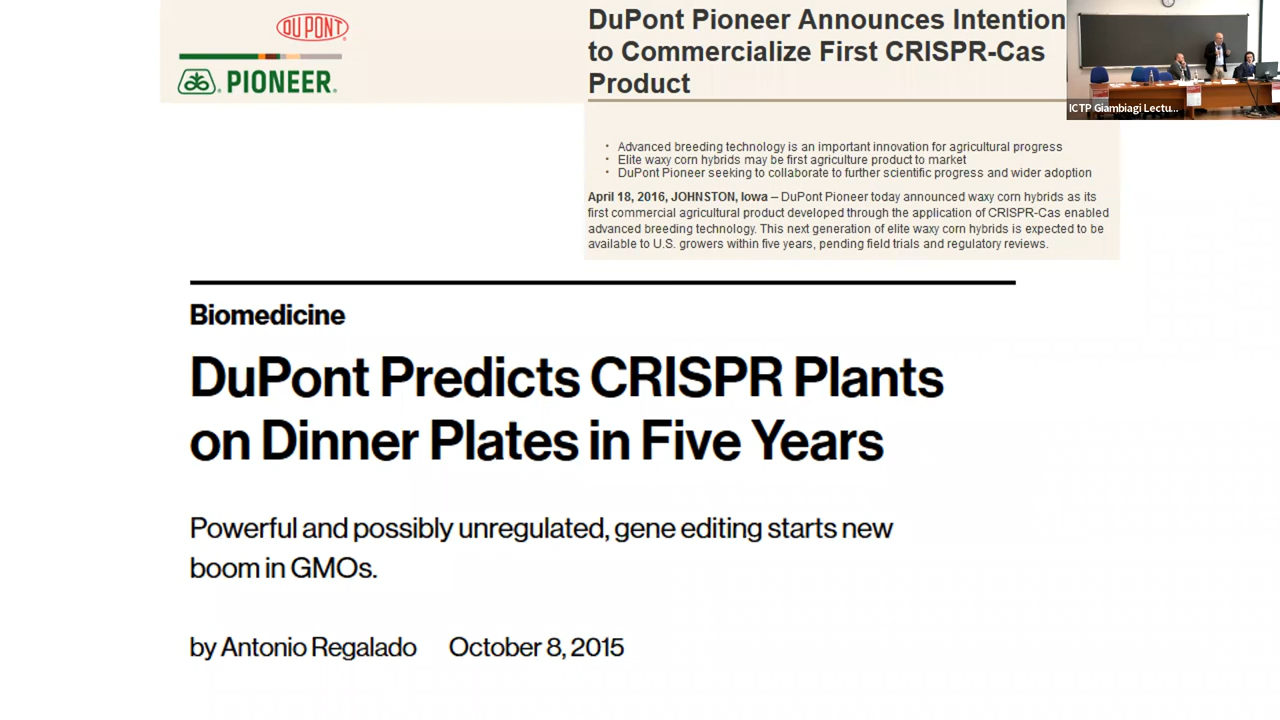 DU PONT
PIONEER.
DuPont Pioneer Announces Intention
to Commercialize First CRISPR-Cas
Product
ICTP Giambiagi Lectu...
• Advanced breeding technology is an important innovation for agricultural progress
• Elite waxy corn hybrids may be first agriculture product to market
• DuPont Pioneer seeking to collaborate to further scientific progress and wider adoption
April 18, 2016, JOHNSTON, Iowa – DuPont Pioneer today announced waxy corn hybrids as its
first commercial agricultural product developed through the application of CRISPR-Cas enabled
advanced breeding technology. This next generation of elite waxy corn hybrids is expected to be
available to U.S. growers within five years, pending field trials and regulatory reviews.
Biomedicine
DuPont Predicts CRISPR Plants
on Dinner Plates in Five Years
Powerful and possibly unregulated, gene editing starts new
boom in GMOs.
by Antonio Regalado October 8, 2015